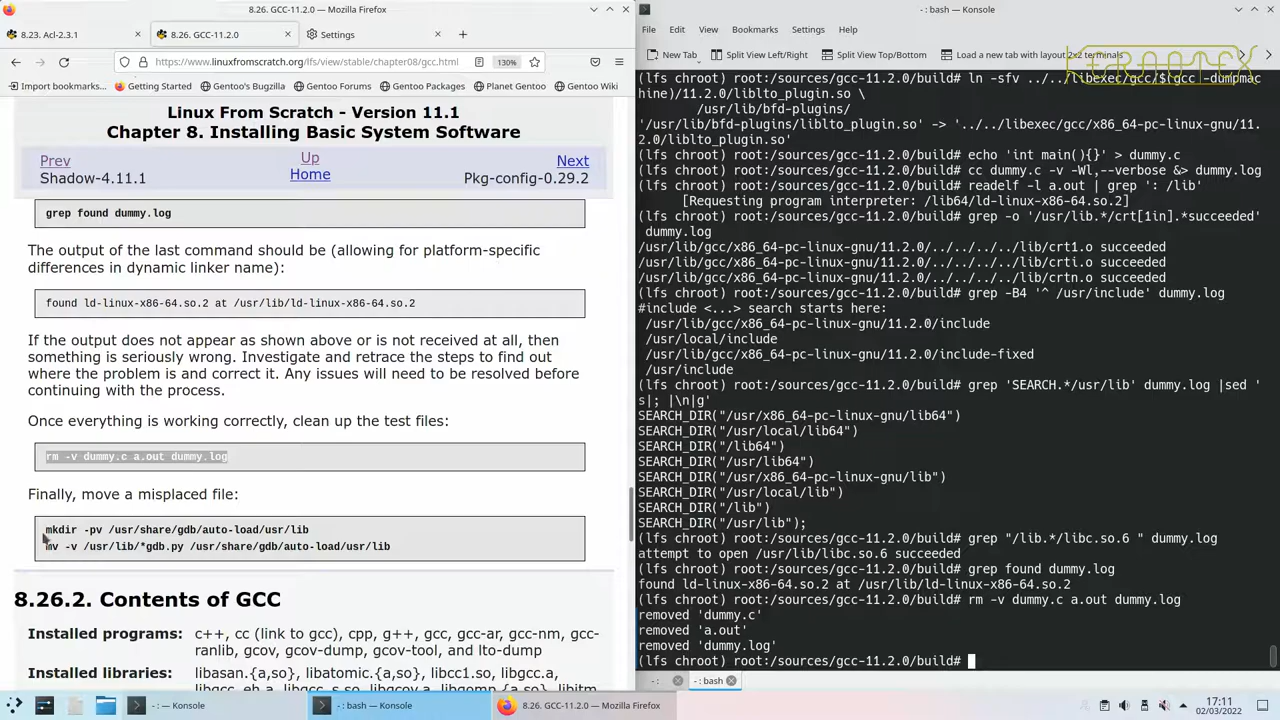 8.26. GCC-11.2.0 — Mozilla Firefox
8.23. Acl-2.3.1
8.26. GCC-11.2.0
Settings
https://www.linuxfromscratch.org/lfs/view/stable/chapter08/gcc.html
130%
Import bookmarks...
Getting Started
Gentoo's Bugzilla
Gentoo Forums
Gentoo Packages
Planet Gentoo
Gentoo Wiki
Linux From Scratch - Version 11.1
Chapter 8. Installing Basic System Software
Prev
Up
Next
Shadow-4.11.1
Home
Pkg-config-0.29.2
grep found dummy.log
The output of the last command should be (allowing for platform-specific
differences in dynamic linker name):
found ld-linux-x86-64.so.2 at /usr/lib/ld-linux-x86-64.so.2
If the output does not appear as shown above or is not received at all, then
something is seriously wrong. Investigate and retrace the steps to find out
where the problem is and correct it. Any issues will need to be resolved before
continuing with the process.
Once everything is working correctly, clean up the test files:
rm -v dummy.c a.out dummy.log
Finally, move a misplaced file:
mkdir -pv /usr/share/gdb/auto-load/usr/lib
mv -v /usr/lib/*gdb.py /usr/share/gdb/auto-load/usr/lib
8.26.2. Contents of GCC
Installed programs: c++, cc (link to gcc), cpp, g++, gcc, gcc-ar, gcc-nm, gcc-
ranlib, gcov, gcov-dump, gcov-tool, and lto-dump
Installed libraries: libasan.{a,so}, libatomic.{a,so}, libcc1.so, libgcc.a,
libgcc_eh.a, libgcc_s.so, libgcov.a, libgomp.{a,so}, libitm
- : bash — Konsole
File
Edit
View
Bookmarks
Settings
Help
New Tab
Split View Left/Right
Split View Top/Bottom
Load a new tab with layout 2x2 terminals
(lfs chroot) root:/sources/gcc-11.2.0/build# ln -sfv ../../libexec/gcc/$(gcc -dumpmac
hine)/11.2.0/liblto_plugin.so \
/usr/lib/bfd-plugins/
'/usr/lib/bfd-plugins/liblto_plugin.so' -> '../../libexec/gcc/x86_64-pc-linux-gnu/11.
2.0/liblto_plugin.so'
(lfs chroot) root:/sources/gcc-11.2.0/build# echo 'int main(){}' > dummy.c
(lfs chroot) root:/sources/gcc-11.2.0/build# cc dummy.c -v -Wl,--verbose &> dummy.log
(lfs chroot) root:/sources/gcc-11.2.0/build# readelf -l a.out | grep ': /lib'
[Requesting program interpreter: /lib64/ld-linux-x86-64.so.2]
(lfs chroot) root:/sources/gcc-11.2.0/build# grep -o '/usr/lib.*/crt[1in].*succeeded'
dummy.log
/usr/lib/gcc/x86_64-pc-linux-gnu/11.2.0/../../../../lib/crt1.o succeeded
/usr/lib/gcc/x86_64-pc-linux-gnu/11.2.0/../../../../lib/crti.o succeeded
/usr/lib/gcc/x86_64-pc-linux-gnu/11.2.0/../../../../lib/crtn.o succeeded
(lfs chroot) root:/sources/gcc-11.2.0/build# grep -B4 '^ /usr/include' dummy.log
#include <...> search starts here:
/usr/lib/gcc/x86_64-pc-linux-gnu/11.2.0/include
/usr/local/include
/usr/lib/gcc/x86_64-pc-linux-gnu/11.2.0/include-fixed
/usr/include
(lfs chroot) root:/sources/gcc-11.2.0/build# grep 'SEARCH.*/usr/lib' dummy.log |sed '
s|; |\n|g'
SEARCH_DIR("/usr/x86_64-pc-linux-gnu/lib64")
SEARCH_DIR("/usr/local/lib64")
SEARCH_DIR("/lib64")
SEARCH_DIR("/usr/lib64")
SEARCH_DIR("/usr/x86_64-pc-linux-gnu/lib")
SEARCH_DIR("/usr/local/lib")
SEARCH_DIR("/lib")
SEARCH_DIR("/usr/lib");
(lfs chroot) root:/sources/gcc-11.2.0/build# grep "/lib.*/libc.so.6 " dummy.log
attempt to open /usr/lib/libc.so.6 succeeded
(lfs chroot) root:/sources/gcc-11.2.0/build# grep found dummy.log
found ld-linux-x86-64.so.2 at /usr/lib/ld-linux-x86-64.so.2
(lfs chroot) root:/sources/gcc-11.2.0/build# rm -v dummy.c a.out dummy.log
removed 'dummy.c'
removed 'a.out'
removed 'dummy.log'
(lfs chroot) root:/sources/gcc-11.2.0/build#
- :
- : bash
- : — Konsole
- : bash — Konsole
8.26. GCC-11.2.0 — Mozilla Firefox
17:11
02/03/2022